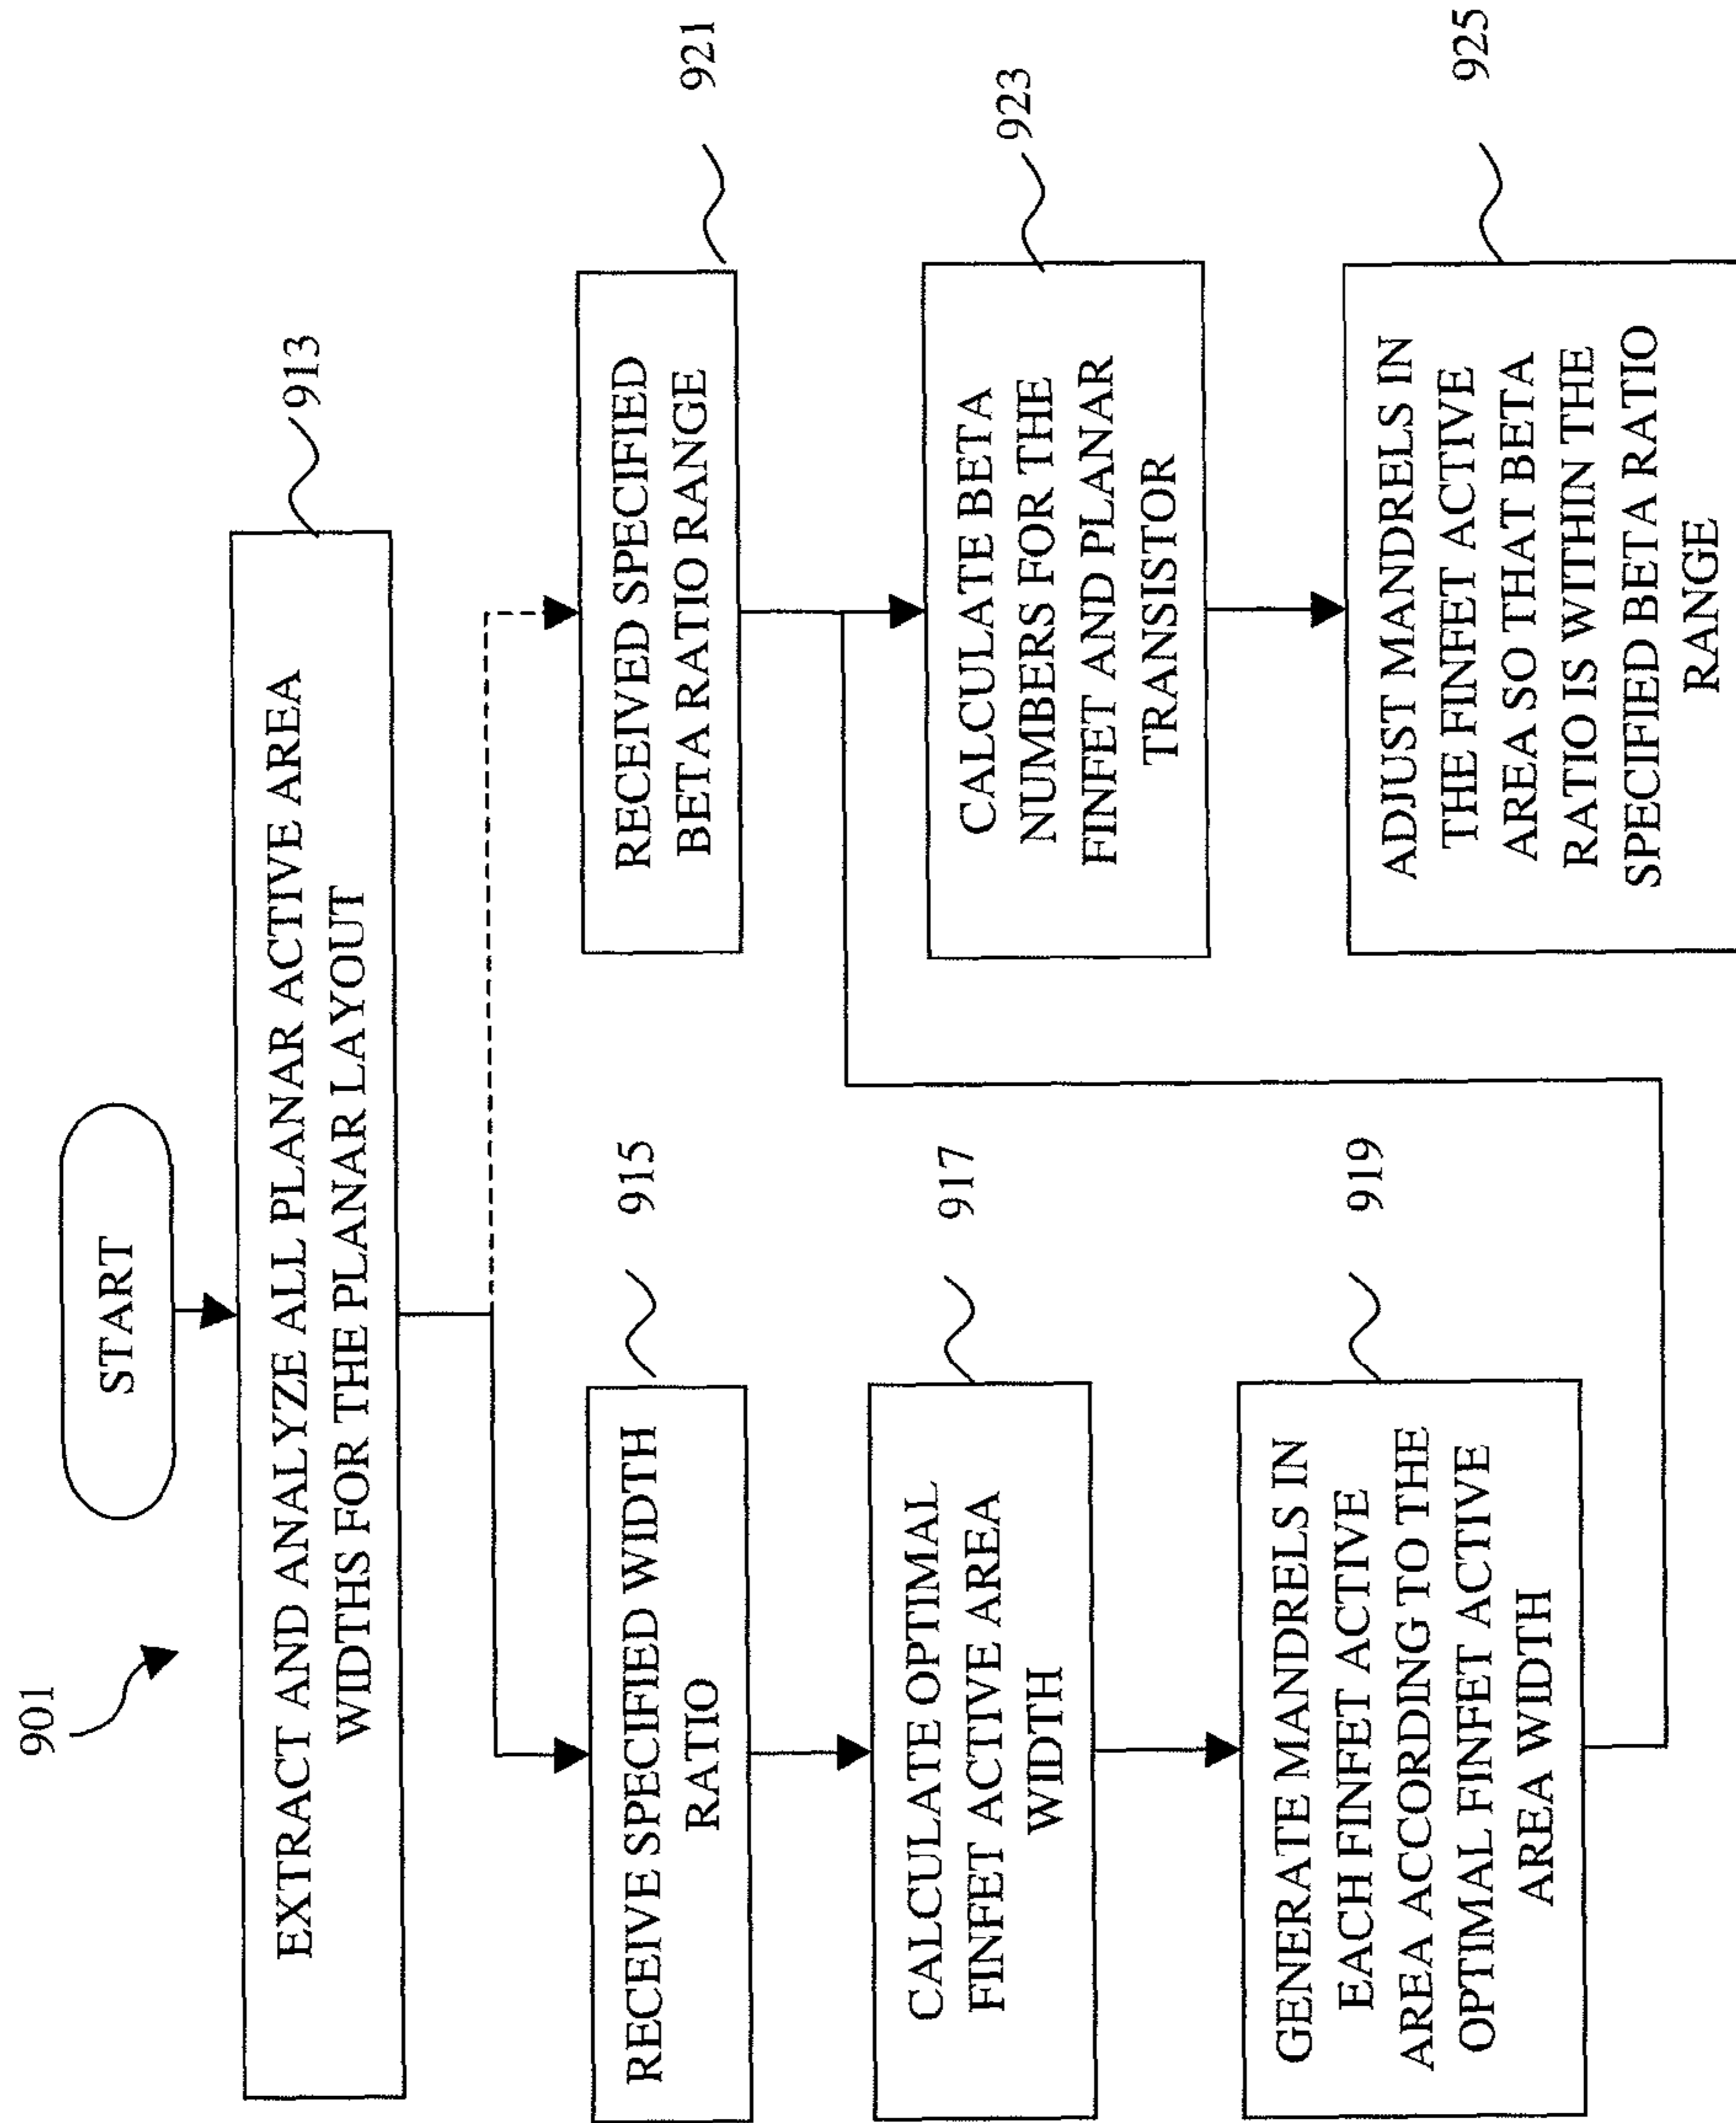 901
START
EXTRACT AND ANALYZE ALL PLANAR ACTIVE AREA
WIDTHS FOR THE PLANAR LAYOUT
913
RECEIVE SPECIFIED WIDTH
RATIO
915
CALCULATE OPTIMAL
FINFET ACTIVE AREA
WIDTH
917
GENERATE MANDRELS IN
EACH FINFET ACTIVE
AREA ACCORDING TO THE
OPTIMAL FINFET ACTIVE
AREA WIDTH
919
RECEIVED SPECIFIED
BETA RATIO RANGE
921
CALCULATE BETA
NUMBERS FOR THE
FINFET AND PLANAR
TRANSISTOR
923
ADJUST MANDRELS IN
THE FINFET ACTIVE
AREA SO THAT BETA
RATIO IS WITHIN THE
SPECIFIED BETA RATIO
RANGE
925